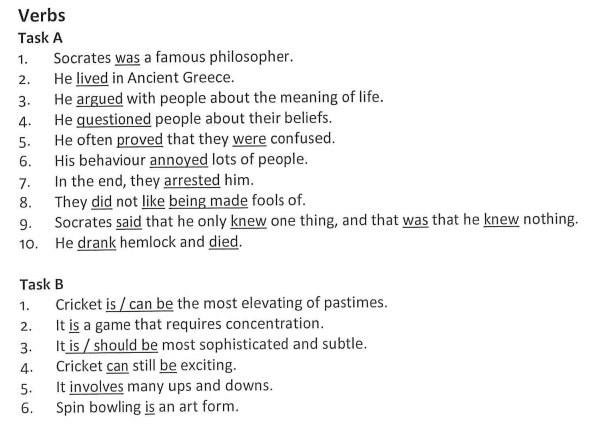 Verbs
Task A
1. Socrates was a famous philosopher.
2. He lived in Ancient Greece.
3. He argued with people about the meaning of life.
4. He questioned people about their beliefs.
5. He often proved that they were confused.
6. His behaviour annoyed lots of people.
7. In the end, they arrested him.
8. They did not like being made fools of.
9. Socrates said that he only knew one thing, and that was that he knew nothing.
10. He drank hemlock and died.
Task B
1. Cricket is / can be the most elevating of pastimes.
2. It is a game that requires concentration.
3. It is / should be most sophisticated and subtle.
4. Cricket can still be exciting.
5. It involves many ups and downs.
6. Spin bowling is an art form.